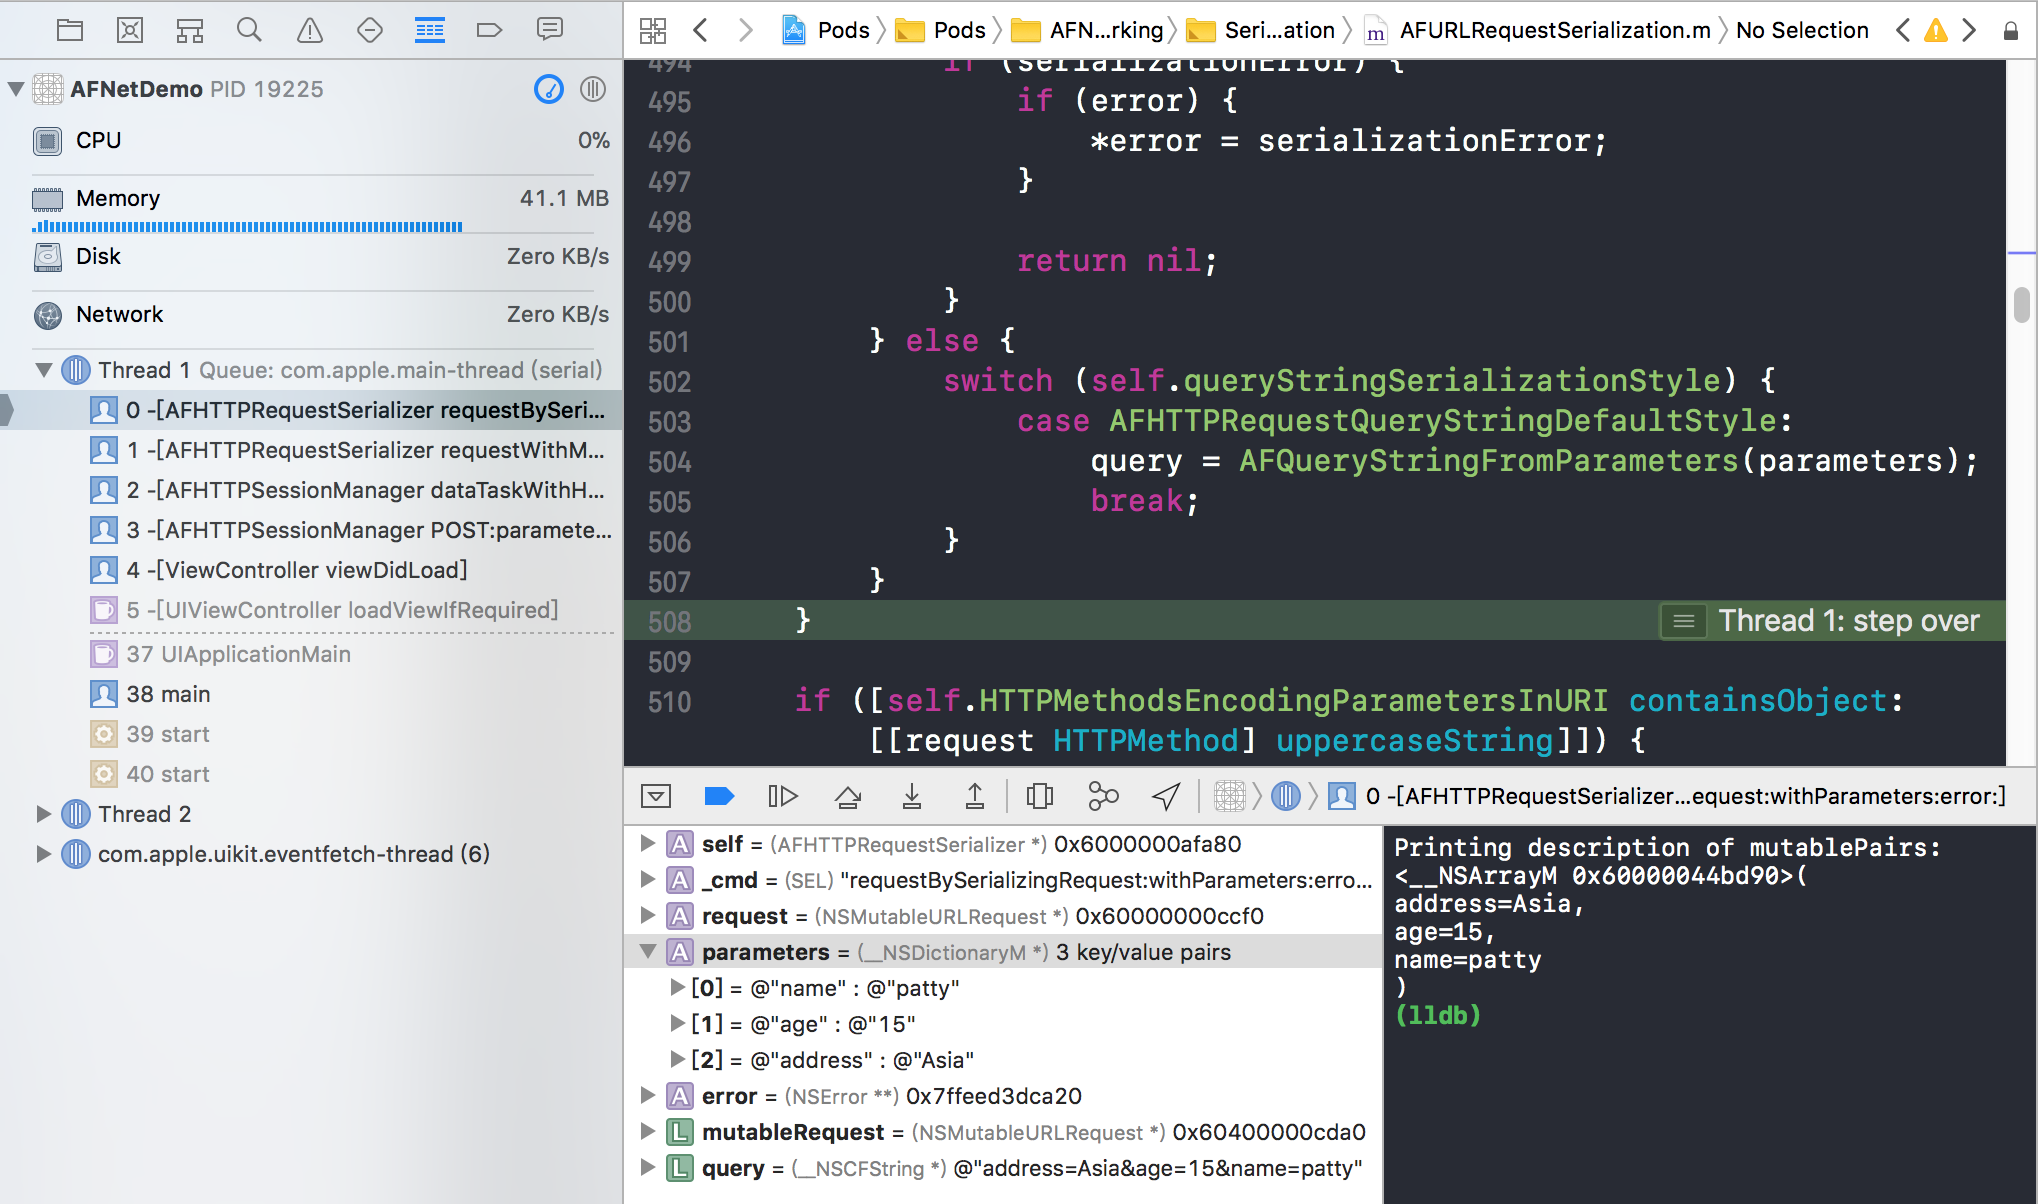 AFNetDemo PID 19225
CPU 0%
Memory 41.1 MB
Disk Zero KB/s
Network Zero KB/s
Thread 1 Queue: com.apple.main-thread (serial)
0 -[AFHTTPRequestSerializer requestBySeri...
1 -[AFHTTPRequestSerializer requestWithM...
2 -[AFHTTPSessionManager dataTaskWithH...
3 -[AFHTTPSessionManager POST:paramete...
4 -[ViewController viewDidLoad]
5 -[UIViewController loadViewIfRequired]
37 UIApplicationMain
38 main
39 start
40 start
Thread 2
com.apple.uikit.eventfetch-thread (6)
Pods Pods AFN...rking Seri...ation m AFURLRequestSerialization.m No Selection
494 if (serializationError) {
495 if (error) {
496 *error = serializationError;
497 }
498
499 return nil;
500 }
501 } else {
502 switch (self.queryStringSerializationStyle) {
503 case AFHTTPRequestQueryStringDefaultStyle:
504 query = AFQueryStringFromParameters(parameters);
505 break;
506 }
507 }
508 } Thread 1: step over
509
510 if ([self.HTTPMethodsEncodingParametersInURI containsObject:
[[request HTTPMethod] uppercaseString]]) {
0 -[AFHTTPRequestSerializer...equest:withParameters:error:]
A self = (AFHTTPRequestSerializer *) 0x6000000afa80
A _cmd = (SEL) "requestBySerializingRequest:withParameters:erro...
A request = (NSMutableURLRequest *) 0x60000000ccf0
A parameters = (__NSDictionaryM *) 3 key/value pairs
[0] = @"name" : @"patty"
[1] = @"age" : @"15"
[2] = @"address" : @"Asia"
A error = (NSError **) 0x7ffeed3dca20
L mutableRequest = (NSMutableURLRequest *) 0x60400000cda0
L query = (__NSCFString *) @"address=Asia&age=15&name=patty"
Printing description of mutablePairs:
<__NSArrayM 0x60000044bd90>(
address=Asia,
age=15,
name=patty
)
(lldb)